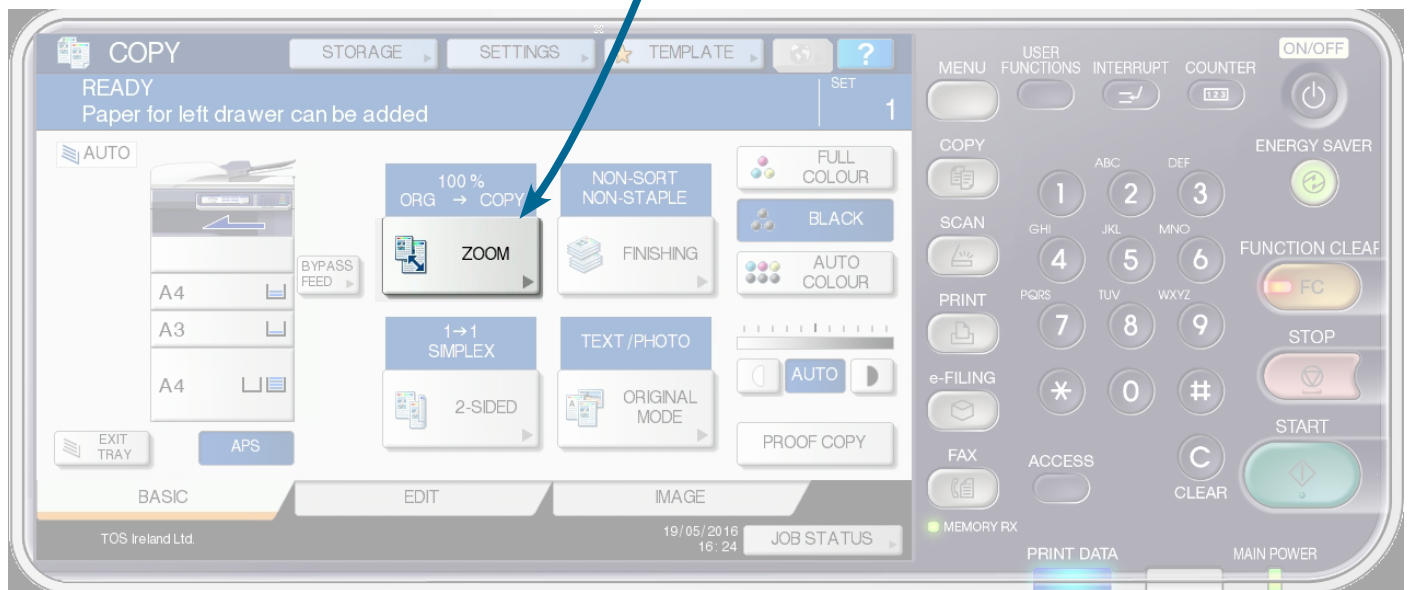 COPY
STORAGE
SETTINGS
TEMPLATE
?
READY
Paper for left drawer can be added
SET
1
AUTO
A4
A3
A4
BYPASS
FEED
EXIT
TRAY
APS
100 %
ORG → COPY
ZOOM
NON-SORT
NON-STAPLE
FINISHING
1→1
SIMPLEX
2-SIDED
TEXT/PHOTO
A
ORIGINAL
MODE
FULL
COLOUR
BLACK
AUTO
COLOUR
AUTO
PROOF COPY
BASIC
EDIT
IMAGE
TOS Ireland Ltd.
19/05/2016
16:24
JOB STATUS
MENU
USER
FUNCTIONS
INTERRUPT
COUNTER
123
ON/OFF
COPY
SCAN
PRINT
e-FILING
FAX
MEMORY RX
1
ABC
2
DEF
3
GHI
4
JKL
5
MNO
6
PQRS
7
TUV
8
WXYZ
9
*
0
#
ACCESS
C
CLEAR
ENERGY SAVER
FUNCTION CLEAR
FC
STOP
START
PRINT DATA
MAIN POWER